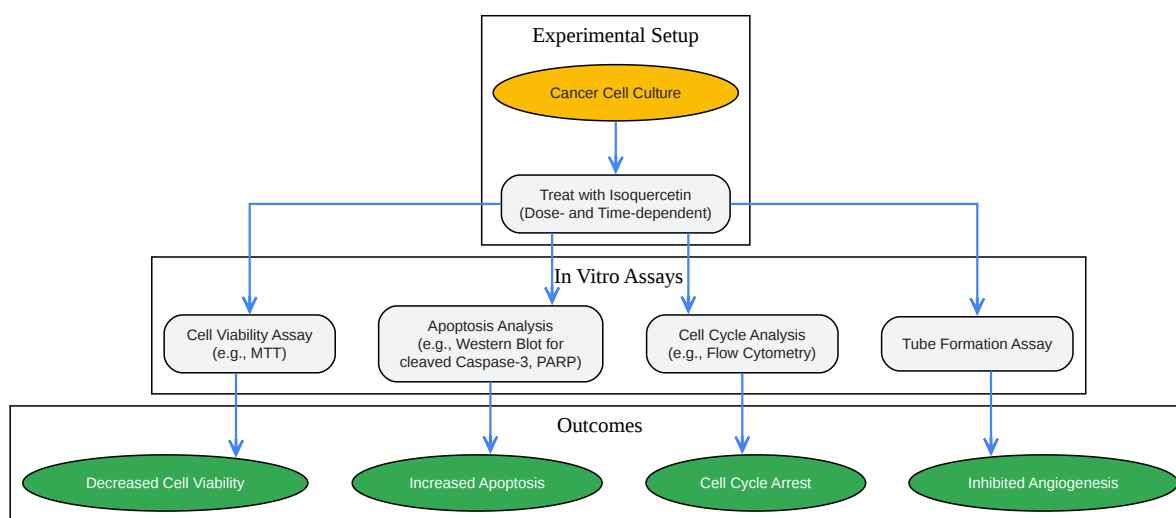 Experimental Setup
Cancer Cell Culture
Treat with Isoquercetin
(Dose- and Time-dependent)
In Vitro Assays
Cell Viability Assay
(e.g., MTT)
Apoptosis Analysis
(e.g., Western Blot for
cleaved Caspase-3, PARP)
Cell Cycle Analysis
(e.g., Flow Cytometry)
Tube Formation Assay
Outcomes
Decreased Cell Viability
Increased Apoptosis
Cell Cycle Arrest
Inhibited Angiogenesis